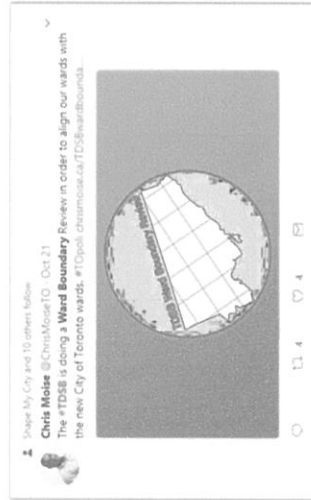 Shape My City and 10 others follow
Chris Moise @ChrisMoiseTO · Oct 21
The #TDSB is doing a Ward Boundary Review in order to align our wards with
the new City of Toronto wards. #TOpoli chrismoise.ca/TDSBwardbounda...
TDSB Ward Boundary Review
4
4